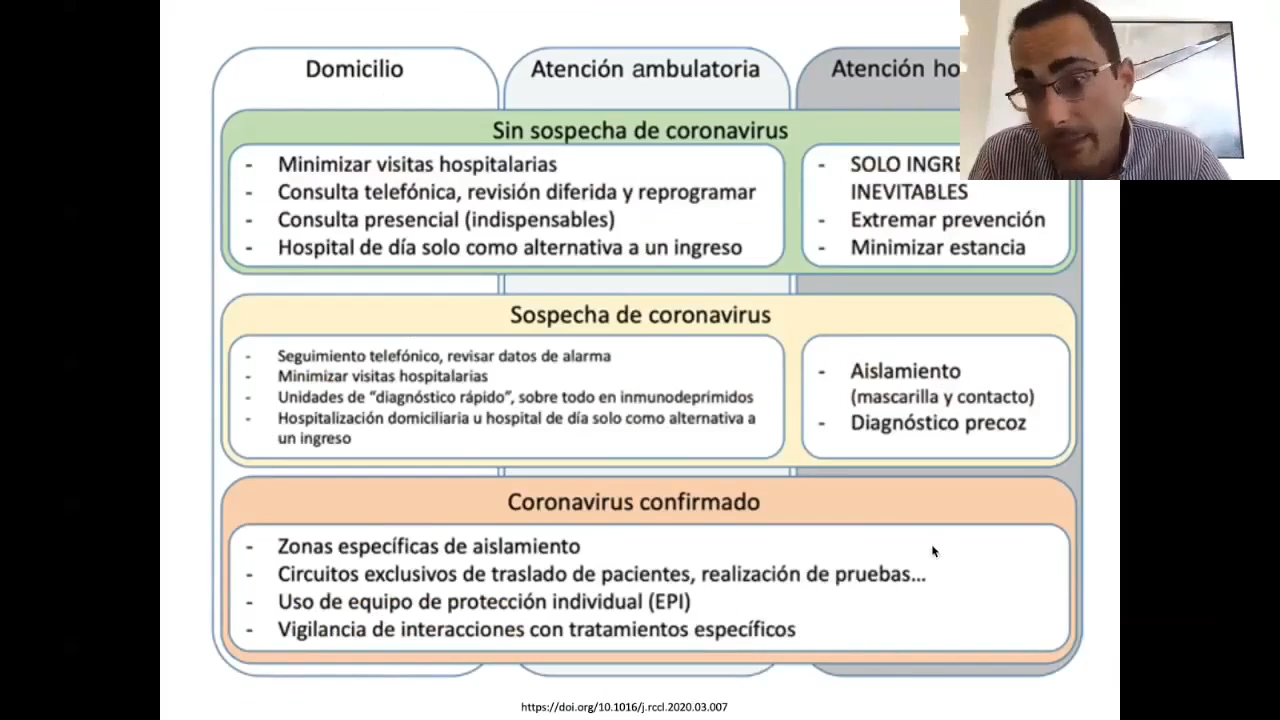 Domicilio
Atención ambulatoria
Atención
Sin sospecha de coronavirus
- Minimizar visitas hospitalarias
- Consulta telefónica, revisión diferida y reprogramar
- Consulta presencial (indispensables)
- Hospital de día solo como alternativa a un ingreso
- SOLO
INEVITABLES
- Extremar prevención
- Minimizar estancia
Sospecha de coronavirus
- Seguimiento telefónico, revisar datos de alarma
- Minimizar visitas hospitalarias
- Unidades de “diagnóstico rápido”, sobre todo en inmunodeprimidos
- Hospitalización domiciliaria u hospital de día solo como alternativa a
un ingreso
- Aislamiento
(mascarilla y contacto)
- Diagnóstico precoz
Coronavirus confirmado
- Zonas específicas de aislamiento
- Circuitos exclusivos de traslado de pacientes, realización de pruebas...
- Uso de equipo de protección individual (EPI)
- Vigilancia de interacciones con tratamientos específicos
https://doi.org/10.1016/j.rccl.2020.03.007